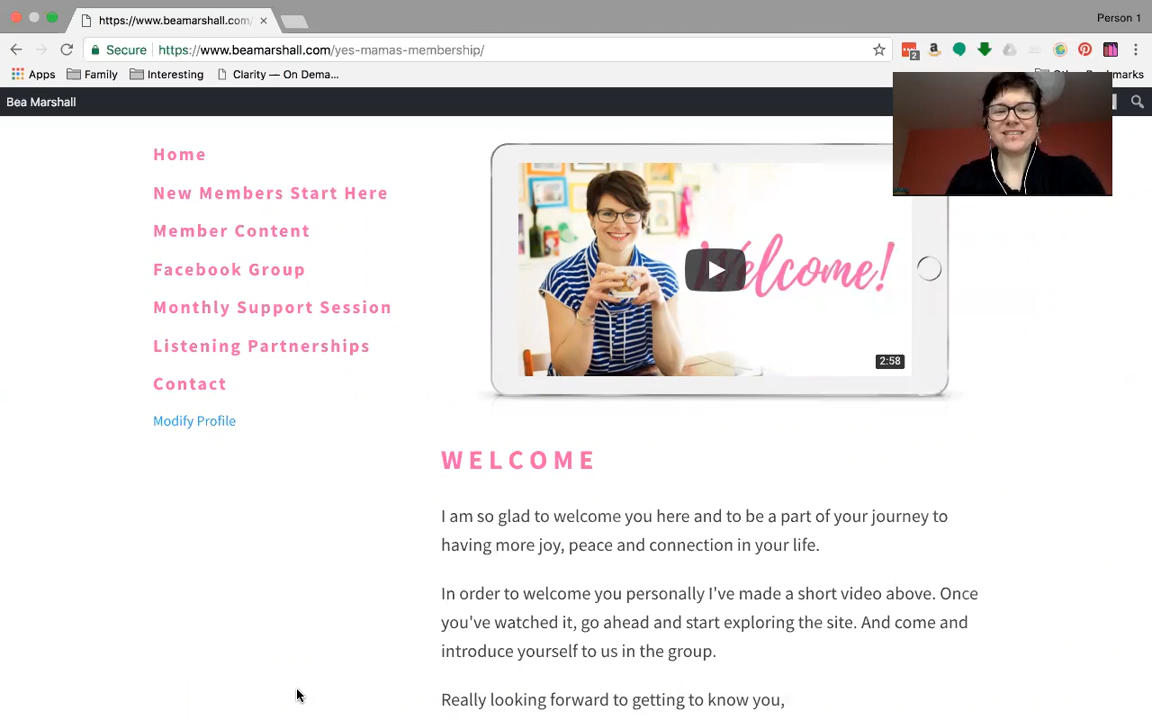 https://www.beamarshall.com/
Person 1
Secure https://www.beamarshall.com/yes-mamas-membership/
2
Apps Family Interesting Clarity — On Dema...
Bea Marshall
Home
New Members Start Here
Member Content
Facebook Group
Monthly Support Session
Listening Partnerships
Contact
Modify Profile
Welcome!
2:58
WELCOME
I am so glad to welcome you here and to be a part of your journey to
having more joy, peace and connection in your life.
In order to welcome you personally I've made a short video above. Once
you've watched it, go ahead and start exploring the site. And come and
introduce yourself to us in the group.
Really looking forward to getting to know you,